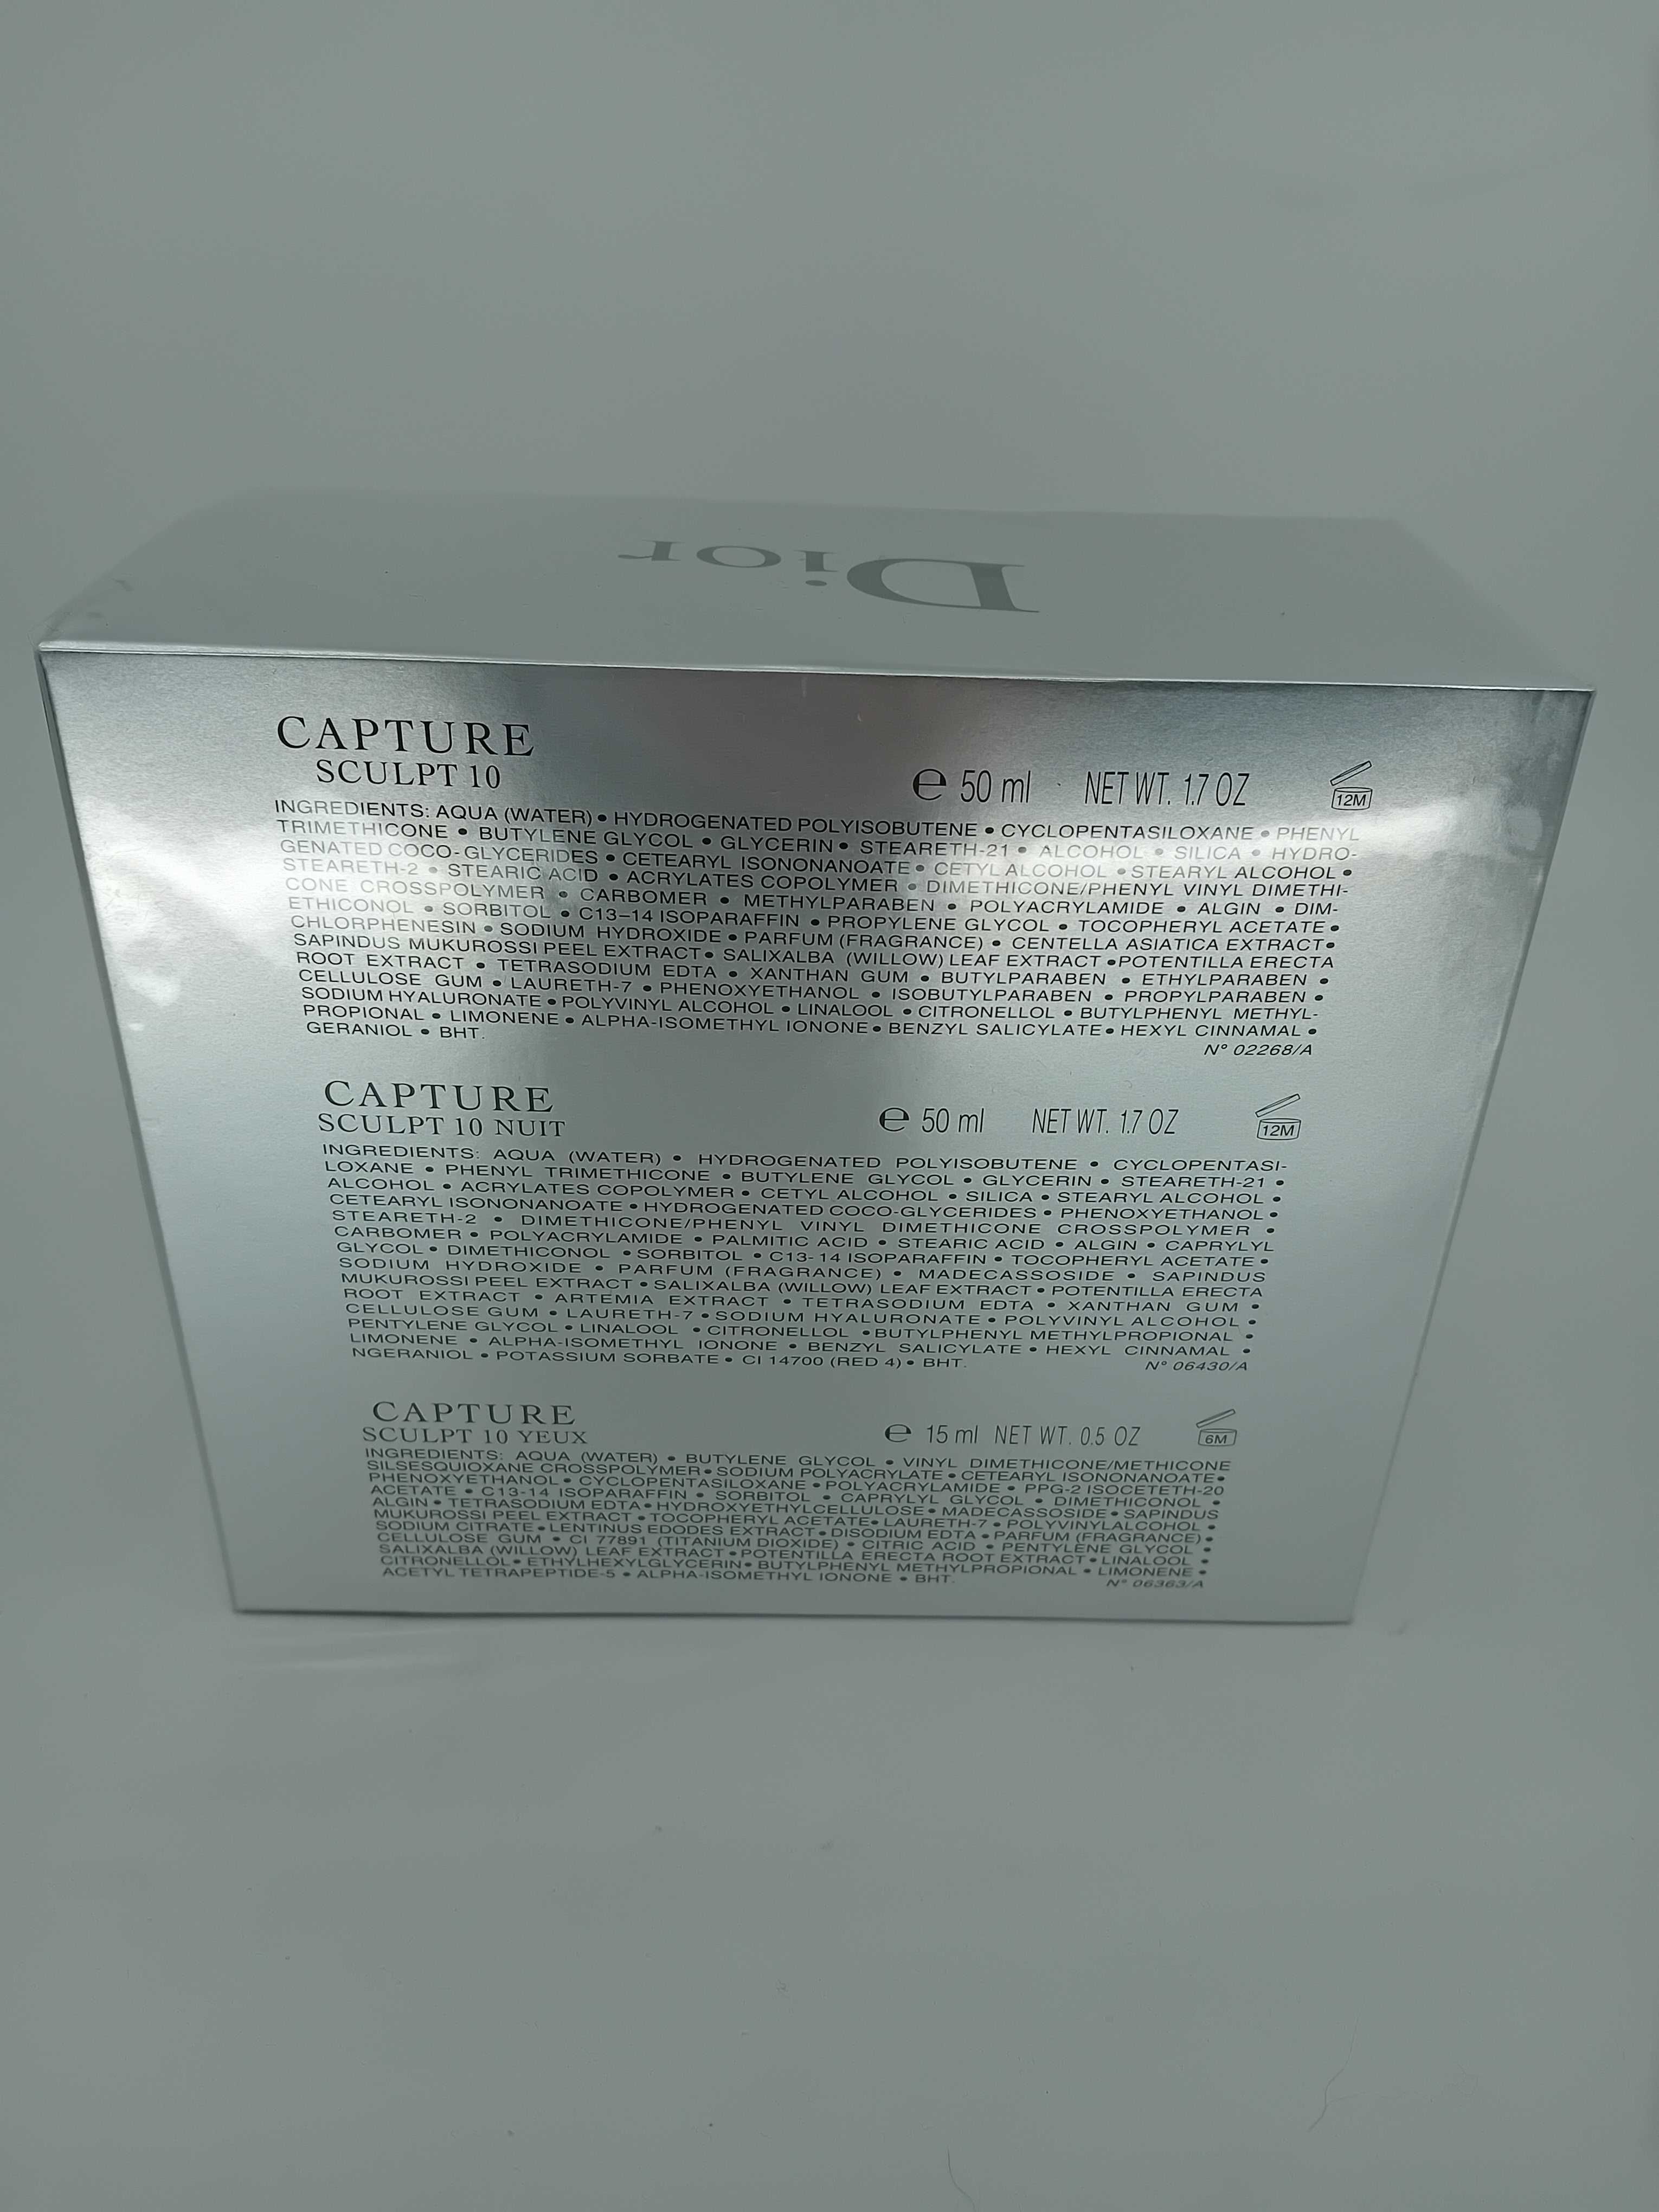 Dior
CAPTURE
SCULPT 10
e 50 ml NET WT. 1.7 OZ 12M
INGREDIENTS: AQUA (WATER) • HYDROGENATED POLYISOBUTENE • CYCLOPENTASILOXANE • PHENYL
TRIMETHICONE • BUTYLENE GLYCOL • GLYCERIN • STEARETH-21 • ALCOHOL • SILICA • HYDRO-
GENATED COCO-GLYCERIDES • CETEARYL ISONONANOATE • CETYL ALCOHOL • STEARYL ALCOHOL •
STEARETH-2 • STEARIC ACID • ACRYLATES COPOLYMER • DIMETHICONE/PHENYL VINYL DIMETHI-
CONE CROSSPOLYMER • CARBOMER • METHYLPARABEN • POLYACRYLAMIDE • ALGIN • DIM-
ETHICONOL • SORBITOL • C13-14 ISOPARAFFIN • PROPYLENE GLYCOL • TOCOPHERYL ACETATE •
CHLORPHENESIN • SODIUM HYDROXIDE • PARFUM (FRAGRANCE) • CENTELLA ASIATICA EXTRACT •
SAPINDUS MUKUROSSI PEEL EXTRACT • SALIXALBA (WILLOW) LEAF EXTRACT • POTENTILLA ERECTA
ROOT EXTRACT • TETRASODIUM EDTA • XANTHAN GUM • BUTYLPARABEN • ETHYLPARABEN •
CELLULOSE GUM • LAURETH-7 • PHENOXYETHANOL • ISOBUTYLPARABEN • PROPYLPARABEN •
SODIUM HYALURONATE • POLYVINYL ALCOHOL • LINALOOL • CITRONELLOL • BUTYLPHENYL METHYL-
PROPIONAL • LIMONENE • ALPHA-ISOMETHYL IONONE • BENZYL SALICYLATE • HEXYL CINNAMAL •
GERANIOL • BHT.
N° 02268/A
CAPTURE
SCULPT 10 NUIT
e 50 ml NET WT. 1.7 OZ 12M
INGREDIENTS: AQUA (WATER) • HYDROGENATED POLYISOBUTENE • CYCLOPENTASI-
LOXANE • PHENYL TRIMETHICONE • BUTYLENE GLYCOL • GLYCERIN • STEARETH-21 •
ALCOHOL • ACRYLATES COPOLYMER • CETYL ALCOHOL • SILICA • STEARYL ALCOHOL •
CETEARYL ISONONANOATE • HYDROGENATED COCO-GLYCERIDES • PHENOXYETHANOL •
STEARETH-2 • DIMETHICONE/PHENYL VINYL DIMETHICONE CROSSPOLYMER •
CARBOMER • POLYACRYLAMIDE • PALMITIC ACID • STEARIC ACID • ALGIN • CAPRYLYL
GLYCOL • DIMETHICONOL • SORBITOL • C13-14 ISOPARAFFIN • TOCOPHERYL ACETATE •
SODIUM HYDROXIDE • PARFUM (FRAGRANCE) • MADECASSOSIDE • SAPINDUS
MUKUROSSI PEEL EXTRACT • SALIXALBA (WILLOW) LEAF EXTRACT • POTENTILLA ERECTA
ROOT EXTRACT • ARTEMIA EXTRACT • TETRASODIUM EDTA • XANTHAN GUM •
CELLULOSE GUM • LAURETH-7 • SODIUM HYALURONATE • POLYVINYL ALCOHOL •
PENTYLENE GLYCOL • LINALOOL • CITRONELLOL • BUTYLPHENYL METHYLPROPIONAL •
LIMONENE • ALPHA-ISOMETHYL IONONE • BENZYL SALICYLATE • HEXYL CINNAMAL •
NGERANIOL • POTASSIUM SORBATE • CI 14700 (RED 4) • BHT.
N° 06430/A
CAPTURE
SCULPT 10 YEUX
e 15 ml NET WT. 0.5 OZ 6M
INGREDIENTS: AQUA (WATER) • BUTYLENE GLYCOL • VINYL DIMETHICONE/METHICONE
SILSESQUIOXANE CROSSPOLYMER • SODIUM POLYACRYLATE • CETEARYL ISONONANOATE •
PHENOXYETHANOL • CYCLOPENTASILOXANE • POLYACRYLAMIDE • PPG-2 ISOCETETH-20
ACETATE • C13-14 ISOPARAFFIN • SORBITOL • CAPRYLYL GLYCOL • DIMETHICONOL •
ALGIN • TETRASODIUM EDTA • HYDROXYETHYLCELLULOSE • MADECASSOSIDE • SAPINDUS
MUKUROSSI PEEL EXTRACT • TOCOPHERYL ACETATE • LAURETH-7 • POLYVINYLALCOHOL •
SODIUM CITRATE • LENTINUS EDODES EXTRACT • DISODIUM EDTA • PARFUM (FRAGRANCE) •
CELLULOSE GUM • CI 77891 (TITANIUM DIOXIDE) • CITRIC ACID • PENTYLENE GLYCOL •
SALIXALBA (WILLOW) LEAF EXTRACT • POTENTILLA ERECTA ROOT EXTRACT • LINALOOL •
CITRONELLOL • ETHYLHEXYLGLYCERIN • BUTYLPHENYL METHYLPROPIONAL • LIMONENE •
ACETYL TETRAPEPTIDE-5 • ALPHA-ISOMETHYL IONONE • BHT.
N° 06363/A